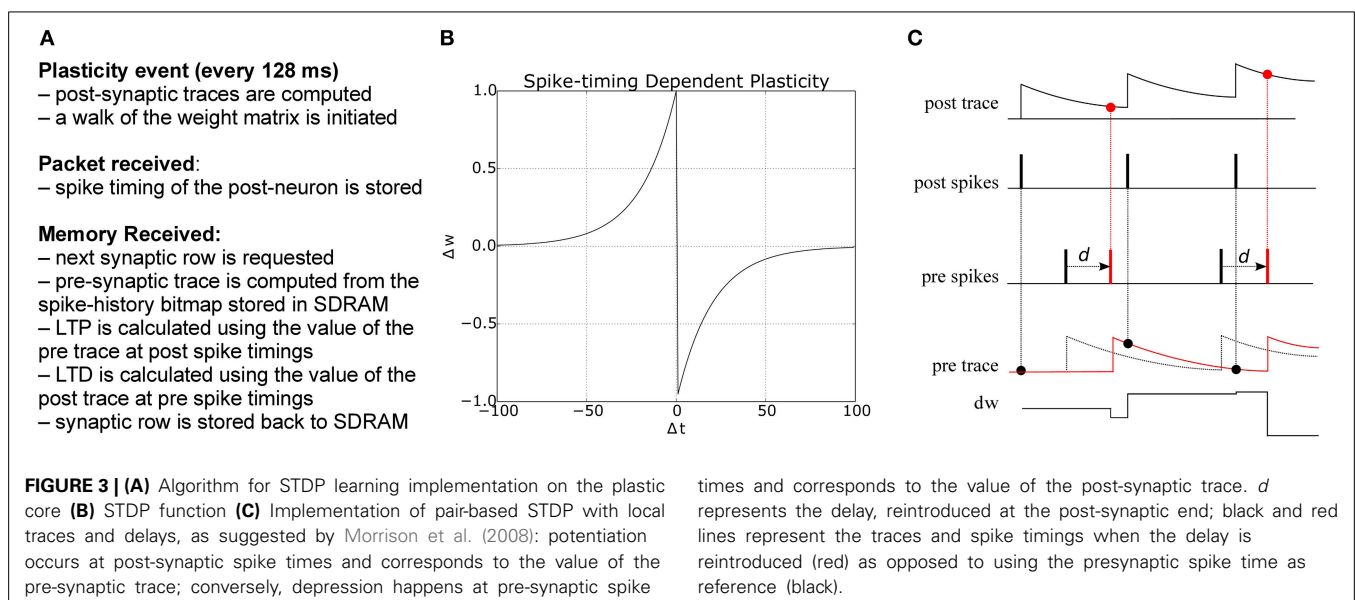 A
Plasticity event (every 128 ms)
– post-synaptic traces are computed
– a walk of the weight matrix is initiated
Packet received:
– spike timing of the post-neuron is stored
Memory Received:
– next synaptic row is requested
– pre-synaptic trace is computed from the
spike-history bitmap stored in SDRAM
– LTP is calculated using the value of the
pre trace at post spike timings
– LTD is calculated using the value of the
post trace at pre spike timings
– synaptic row is stored back to SDRAM
B
Spike-timing Dependent Plasticity
1.0
0.5
0.0
−0.5
−1.0
Δw
−100
−50
0
50
100
Δt
C
post trace
post spikes
pre spikes
d
d
pre trace
dw
FIGURE 3 | (A) Algorithm for STDP learning implementation on the plastic
core (B) STDP function (C) Implementation of pair-based STDP with local
traces and delays, as suggested by Morrison et al. (2008): potentiation
occurs at post-synaptic spike times and corresponds to the value of the
pre-synaptic trace; conversely, depression happens at pre-synaptic spike
times and corresponds to the value of the post-synaptic trace. d
represents the delay, reintroduced at the post-synaptic end; black and red
lines represent the traces and spike timings when the delay is
reintroduced (red) as opposed to using the presynaptic spike time as
reference (black).